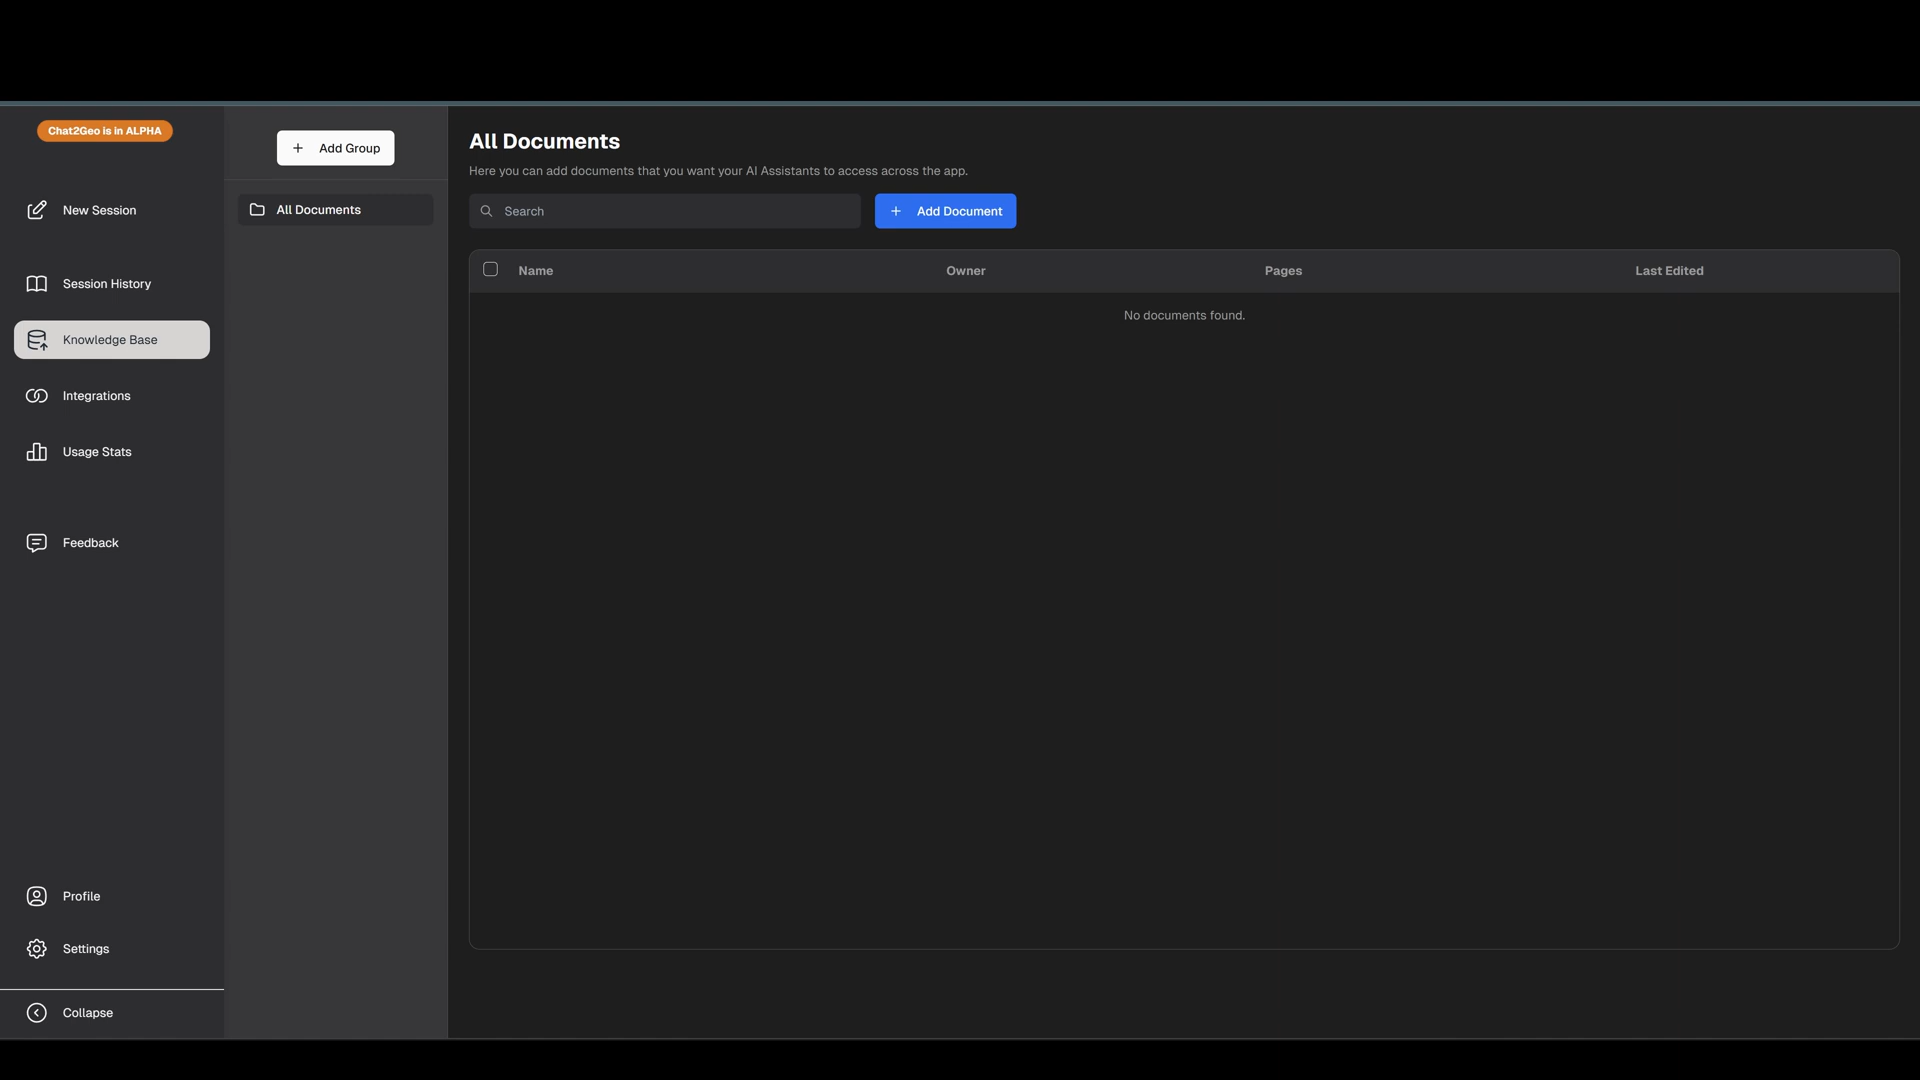 Chat2Geo is in ALPHA
New Session
Session History
Knowledge Base
Integrations
Usage Stats
Feedback
Profile
Settings
Collapse
Add Group
All Documents
All Documents
Here you can add documents that you want your AI Assistants to access across the app.
Search
Add Document
Name Owner Pages Last Edited
No documents found.